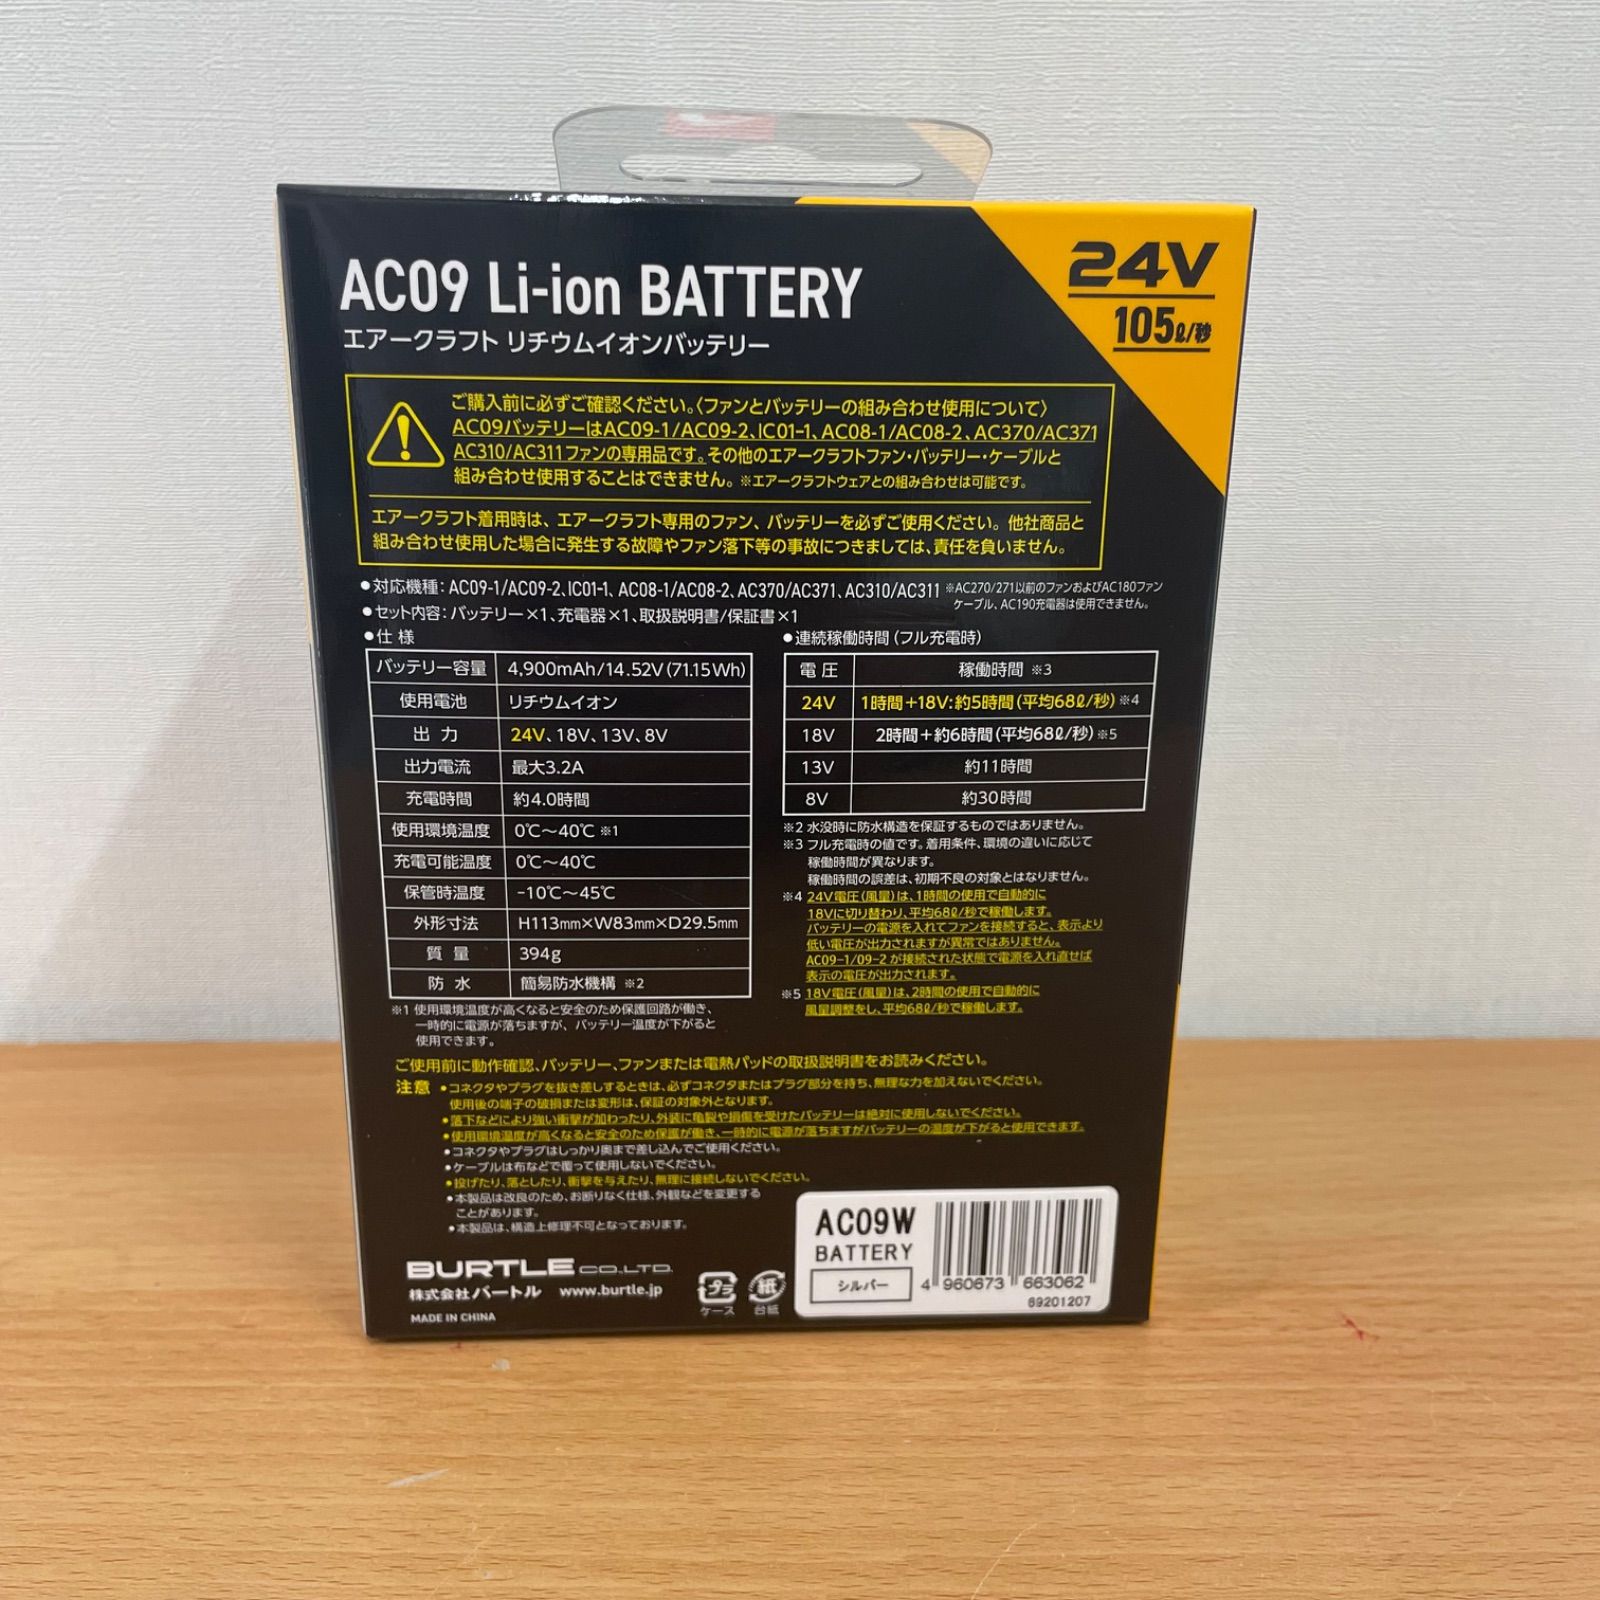 AC09 Li-ion BATTERY
エアークラフト リチウムイオンバッテリー
24V
105ℓ/秒
ご購入前に必ずご確認ください。〈ファンとバッテリーの組み合わせ使用について〉
AC09バッテリーはAC09-1/AC09-2、IC01-1、AC08-1/AC08-2、AC370/AC371
AC310/AC311ファンの専用品です。その他のエアークラフトファン・バッテリー・ケーブルと
組み合わせ使用することはできません。※エアークラフトウェアとの組み合わせは可能です。
エアークラフト着用時は、エアークラフト専用のファン、バッテリーを必ずご使用ください。他社商品と
組み合わせ使用した場合に発生する故障やファン落下等の事故につきましては、責任を負いません。
●対応機種：AC09-1/AC09-2、IC01-1、AC08-1/AC08-2、AC370/AC371、AC310/AC311 ※AC270/271以前のファンおよびAC180ファン
ケーブル、AC190充電器は使用できません。
●セット内容：バッテリー×1、充電器×1、取扱説明書/保証書×1
●仕様
バッテリー容量 4,900mAh/14.52V(71.15Wh)
使用電池 リチウムイオン
出力 24V、18V、13V、8V
出力電流 最大3.2A
充電時間 約4.0時間
使用環境温度 0℃～40℃ ※1
充電可能温度 0℃～40℃
保管時温度 -10℃～45℃
外形寸法 H113mm×W83mm×D29.5mm
質量 394g
防水 簡易防水機構 ※2
※1 使用環境温度が高くなると安全のため保護回路が働き、
一時的に電源が落ちますが、バッテリー温度が下がると
使用できます。
●連続稼働時間（フル充電時）
電圧 稼働時間 ※3
24V 1時間＋18V：約5時間（平均68ℓ/秒）※4
18V 2時間＋約6時間（平均68ℓ/秒）※5
13V 約11時間
8V 約30時間
※2 水没時に防水構造を保証するものではありません。
※3 フル充電時の値です。着用条件、環境の違いに応じて
稼働時間が異なります。
稼働時間の誤差は、初期不良の対象とはなりません。
※4 24V電圧（風量）は、1時間の使用で自動的に
18Vに切り替わり、平均68ℓ/秒で稼働します。
バッテリーの電源を入れてファンを接続すると、表示より
低い電圧が出力されますが異常ではありません。
AC09-1/09-2が接続された状態で電源を入れ直せば
表示の電圧が出力されます。
※5 18V電圧（風量）は、2時間の使用で自動的に
風量調整をし、平均68ℓ/秒で稼働します。
ご使用前に動作確認、バッテリー、ファンまたは電熱パッドの取扱説明書をお読みください。
注意 ●コネクタやプラグを抜き差しするときは、必ずコネクタまたはプラグ部分を持ち、無理な力を加えないでください。
使用後の端子の破損または変形は、保証の対象外となります。
●落下などにより強い衝撃が加わったり、外装に亀裂や損傷を受けたバッテリーは絶対に使用しないでください。
●使用環境温度が高くなると安全のため保護が働き、一時的に電源が落ちますがバッテリーの温度が下がると使用できます。
●コネクタやプラグはしっかり奥まで差し込んでご使用ください。
●ケーブルは布などで覆って使用しないでください。
●投げたり、落としたり、衝撃を与えたり、無理に接続しないでください。
●本製品は改良のため、お断りなく仕様、外観などを変更する
ことがあります。
●本製品は、構造上修理不可となっております。
BURTLE CO.,LTD.
株式会社バートル www.burtle.jp
MADE IN CHINA
プラ
ケース
紙
台紙
AC09W
BATTERY
シルバー
4 960673 663062
69201207